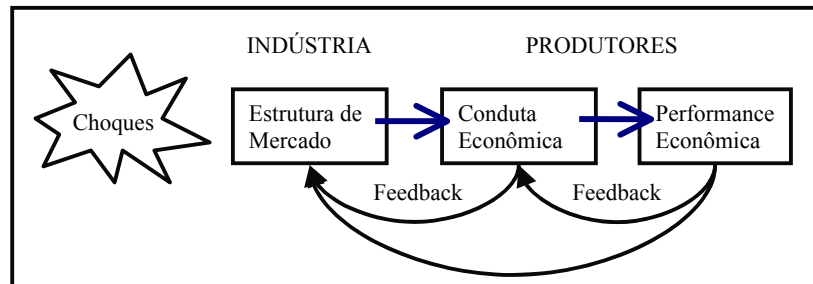 INDÚSTRIA
PRODUTORES
Choques
Estrutura de
Mercado
Conduta
Econômica
Performance
Econômica
Feedback
Feedback